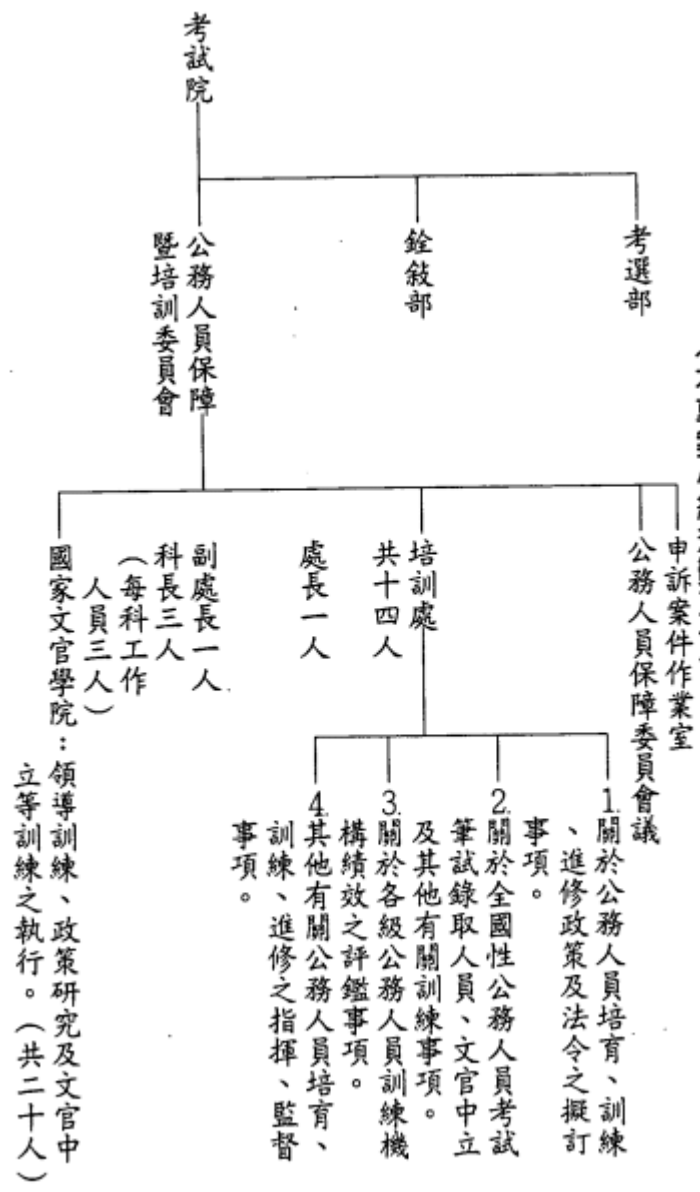 考試院
考選部
銓敍部
公務人員保障
暨培訓委員會
申訴案件作業室
公務人員保障委員會議
培訓處
共十四人
處長一人
副處長一人
科長三人
（每科工作
人員三人）
1.關於公務人員培育、訓練
、進修政策及法令之擬訂
事項。
2.關於全國性公務人員考試
筆試錄取人員、文官中立
及其他有關訓練事項。
3.關於各級公務人員訓練機
構績效之評鑑事項。
4.其他有關公務人員培育、
訓練、進修之指揮、監督
事項。
國家文官學院：領導訓練、政策研究及文官中
立等訓練之執行。（共二十人）